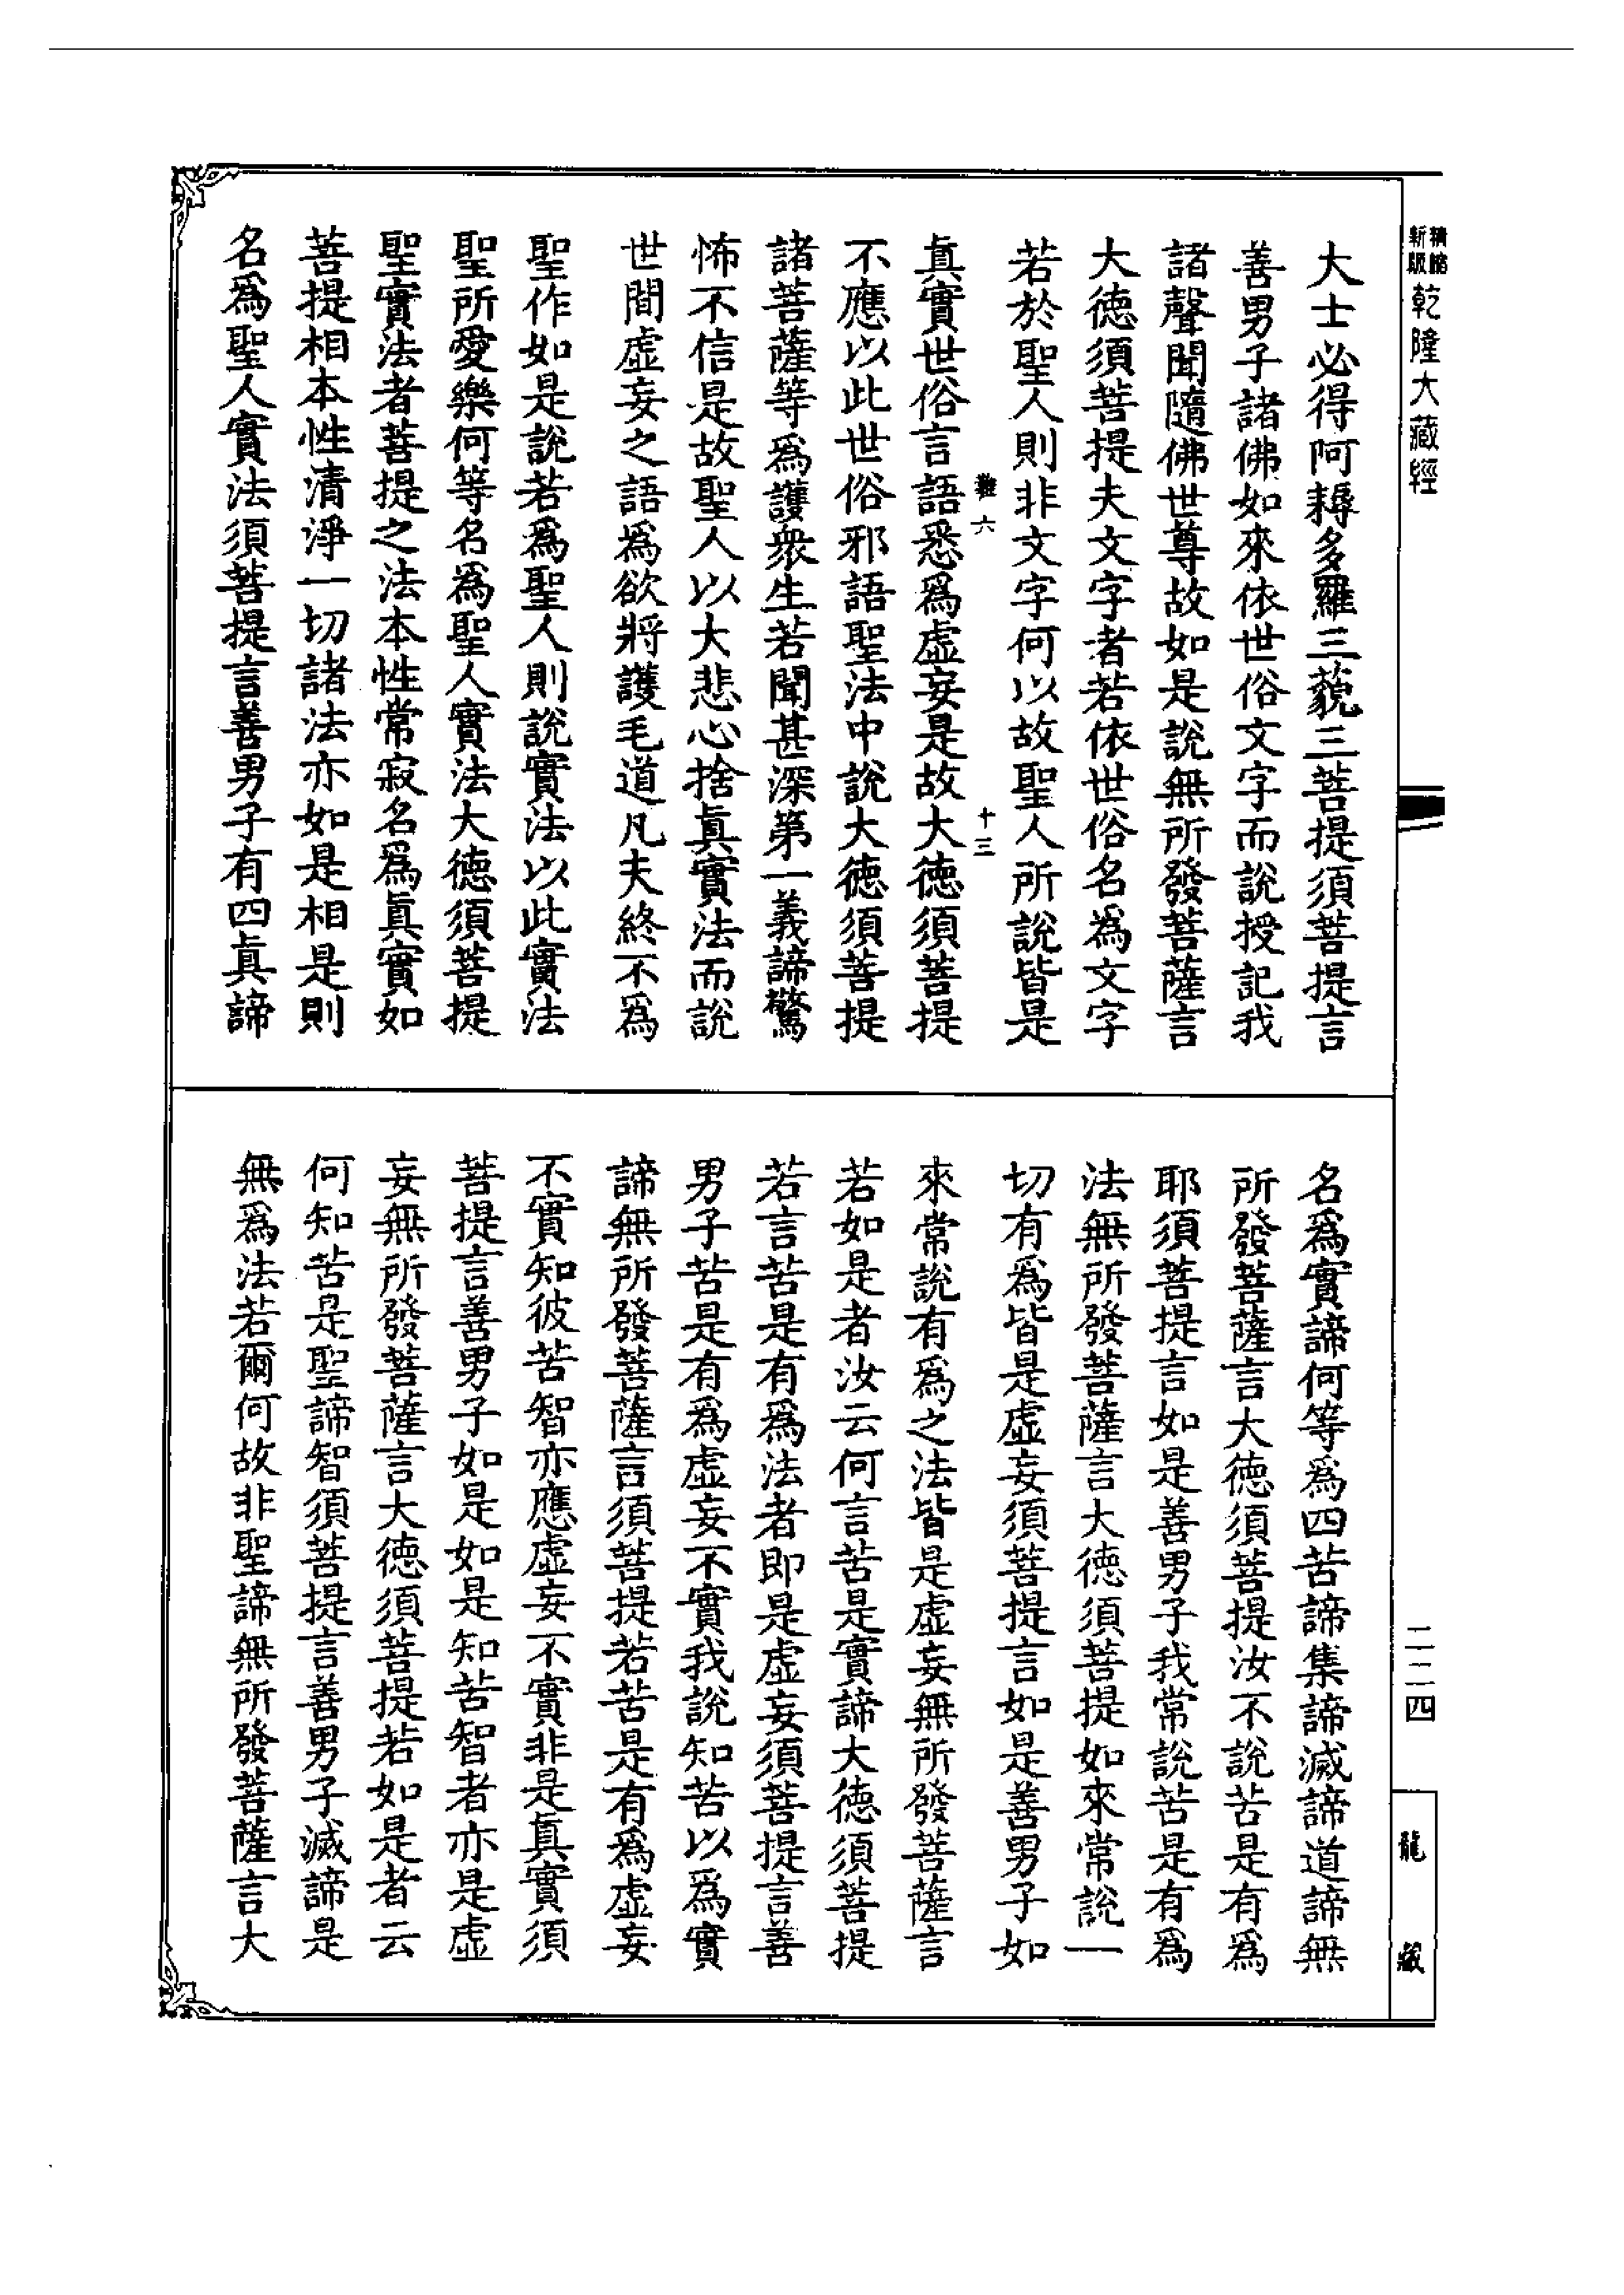 新版
精縮
乾隆大藏經
大士必得阿耨多羅三藐三菩提須菩提言
善男子諸佛如來依世俗文字而說授記我
諸聲聞隨佛世尊故如是說無所發菩薩言
大德須菩提夫文字者若依世俗名為文字
若於聖人則非文字何以故聖人所說皆是
難六
十三
真實世俗言語悉為虛妄是故大德須菩提
不應以此世俗邪語聖法中說大德須菩提
諸菩薩等為護衆生若聞甚深第一義諦驚
怖不信是故聖人以大悲心捨真實法而說
世間虛妄之語為欲將護毛道凡夫終不為
聖作如是說若為聖人則說實法以此實法
聖所愛樂何等名為聖人實法大德須菩提
聖實法者菩提之法本性常寂名為真實如
菩提相本性清淨一切諸法亦如是相是則
名為聖人實法須菩提言善男子有四真諦
名為實諦何等為四苦諦集諦滅諦道諦無
所發菩薩言大德須菩提汝不說苦是有為
耶須菩提言如是善男子我常說苦是有為
法無所發菩薩言大德須菩提如來常說一
切有為皆是虛妄須菩提言如是善男子如
來常說有為之法皆是虛妄無所發菩薩言
若如是者汝云何言苦是實諦大德須菩提
若言苦是有為法者即是虛妄須菩提言善
男子苦是有為虛妄不實我說知苦以為實
諦無所發菩薩言須菩提若苦是有為虛妄
不實知彼苦智亦應虛妄不實非是真實須
菩提言善男子如是如是知苦智者亦是虛
妄無所發菩薩言大德須菩提若如是者云
何知苦是聖諦智須菩提言善男子滅諦是
無為法若爾何故非聖諦無所發菩薩言大
二二四
龍藏